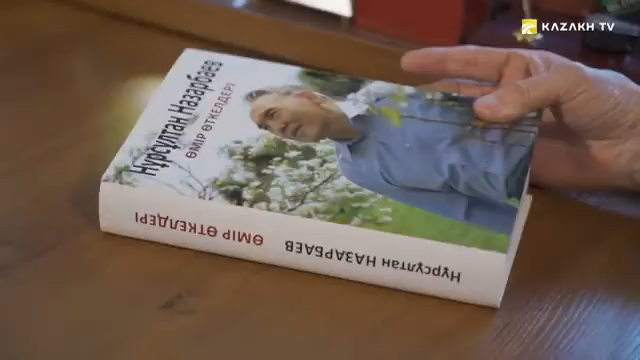 KAZAKH TV
Нұрсұлтан Назарбаев
ӨМІР ӨТКЕЛДЕРІ
Нұрсұлтан НАЗАРБАЕВ ӨМІР ӨТКЕЛДЕРІ